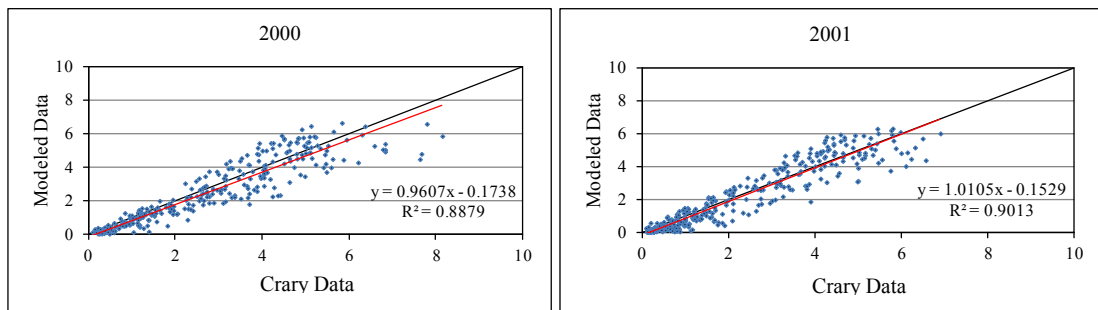 2000
Modeled Data
10
8
6
4
2
0
y = 0.9607x - 0.1738
R² = 0.8879
0 2 4 6 8 10
Crary Data
2001
Modeled Data
10
8
6
4
2
0
y = 1.0105x - 0.1529
R² = 0.9013
0 2 4 6 8 10
Crary Data